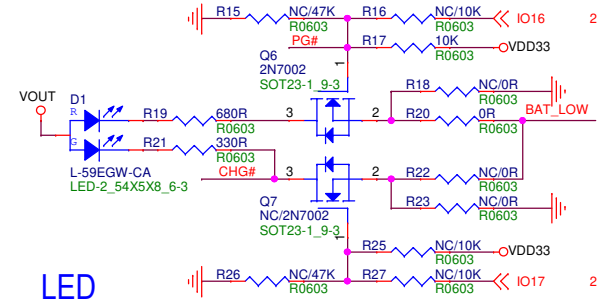 R15 NC/47K R16 NC/10K IO16 2
R0603 R0603
PG# R17 10K VDD33
R0603
Q6
2N7002
SOT23-1_9-3
1
R18 NC/0R
R0603
VOUT D1 BAT_LOW
R R19 680R 3 2 R20 0R
R0603 R0603
G R21 330R
R0603
L-59EGW-CA CHG# 3 2 R22 NC/0R
LED-2_54X5X8_6-3 R0603
Q7
NC/2N7002 R23 NC/0R
SOT23-1_9-3 R0603
1
R25 NC/10K VDD33
R0603
LED R26 NC/47K R27 NC/10K IO17 2
R0603 R0603